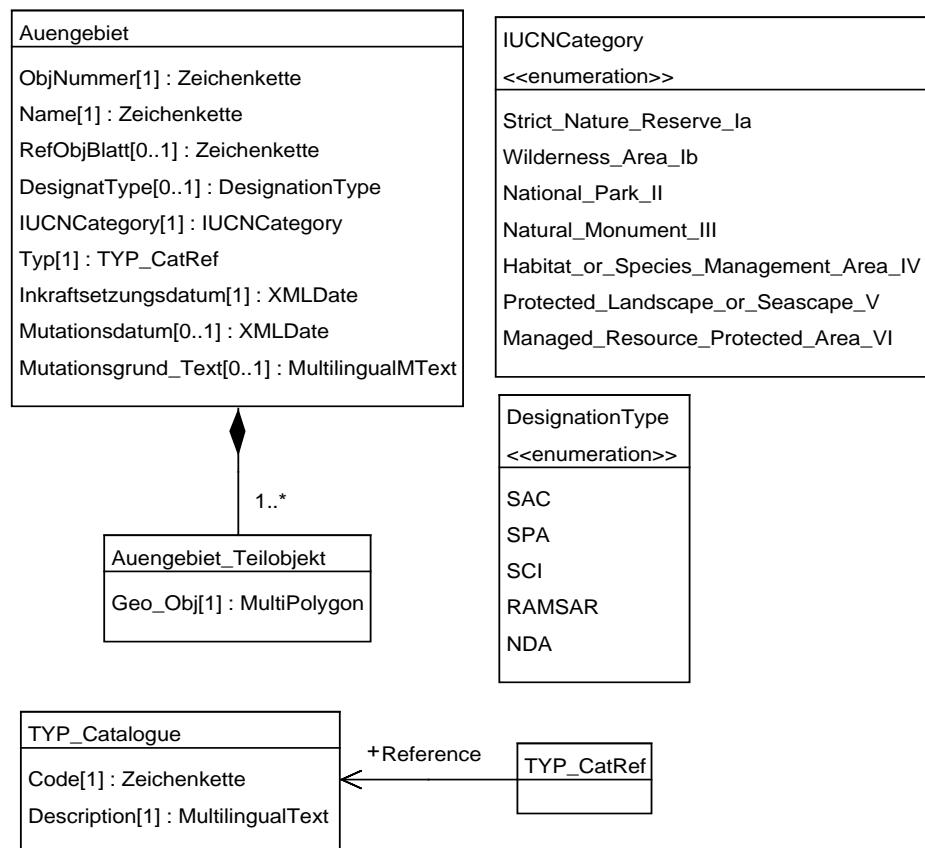 Auengebiet
ObjNummer[1] : Zeichenkette
Name[1] : Zeichenkette
RefObjBlatt[0..1] : Zeichenkette
DesignatType[0..1] : DesignationType
IUCNCategory[1] : IUCNCategory
Typ[1] : TYP_CatRef
Inkraftsetzungsdatum[1] : XMLDate
Mutationsdatum[0..1] : XMLDate
Mutationsgrund_Text[0..1] : MultilingualMText
IUCNCategory
<<enumeration>>
Strict_Nature_Reserve_Ia
Wilderness_Area_Ib
National_Park_II
Natural_Monument_III
Habitat_or_Species_Management_Area_IV
Protected_Landscape_or_Seascape_V
Managed_Resource_Protected_Area_VI
1..*
Auengebiet_Teilobjekt
Geo_Obj[1] : MultiPolygon
DesignationType
<<enumeration>>
SAC
SPA
SCI
RAMSAR
NDA
TYP_Catalogue
Code[1] : Zeichenkette
Description[1] : MultilingualText
+Reference
TYP_CatRef